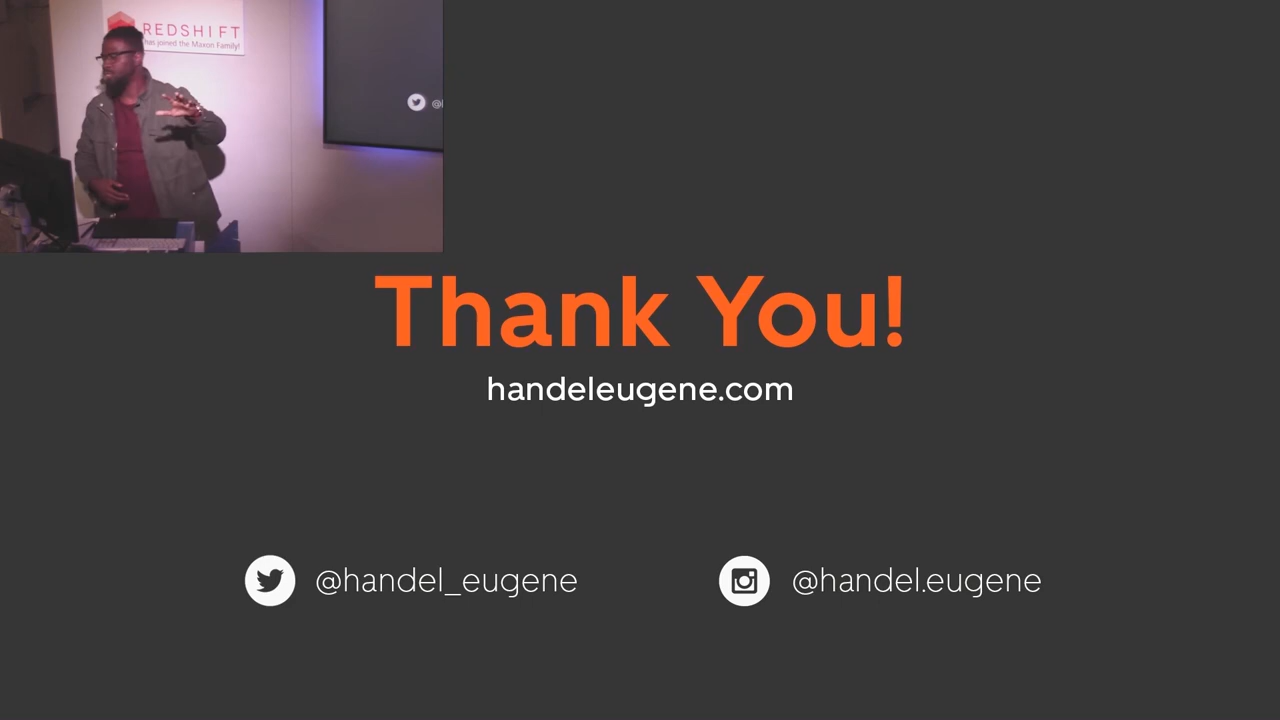 REDSHIFT
has joined the Maxon Family!
Thank You!
handeleugene.com
@handel_eugene
@handel.eugene